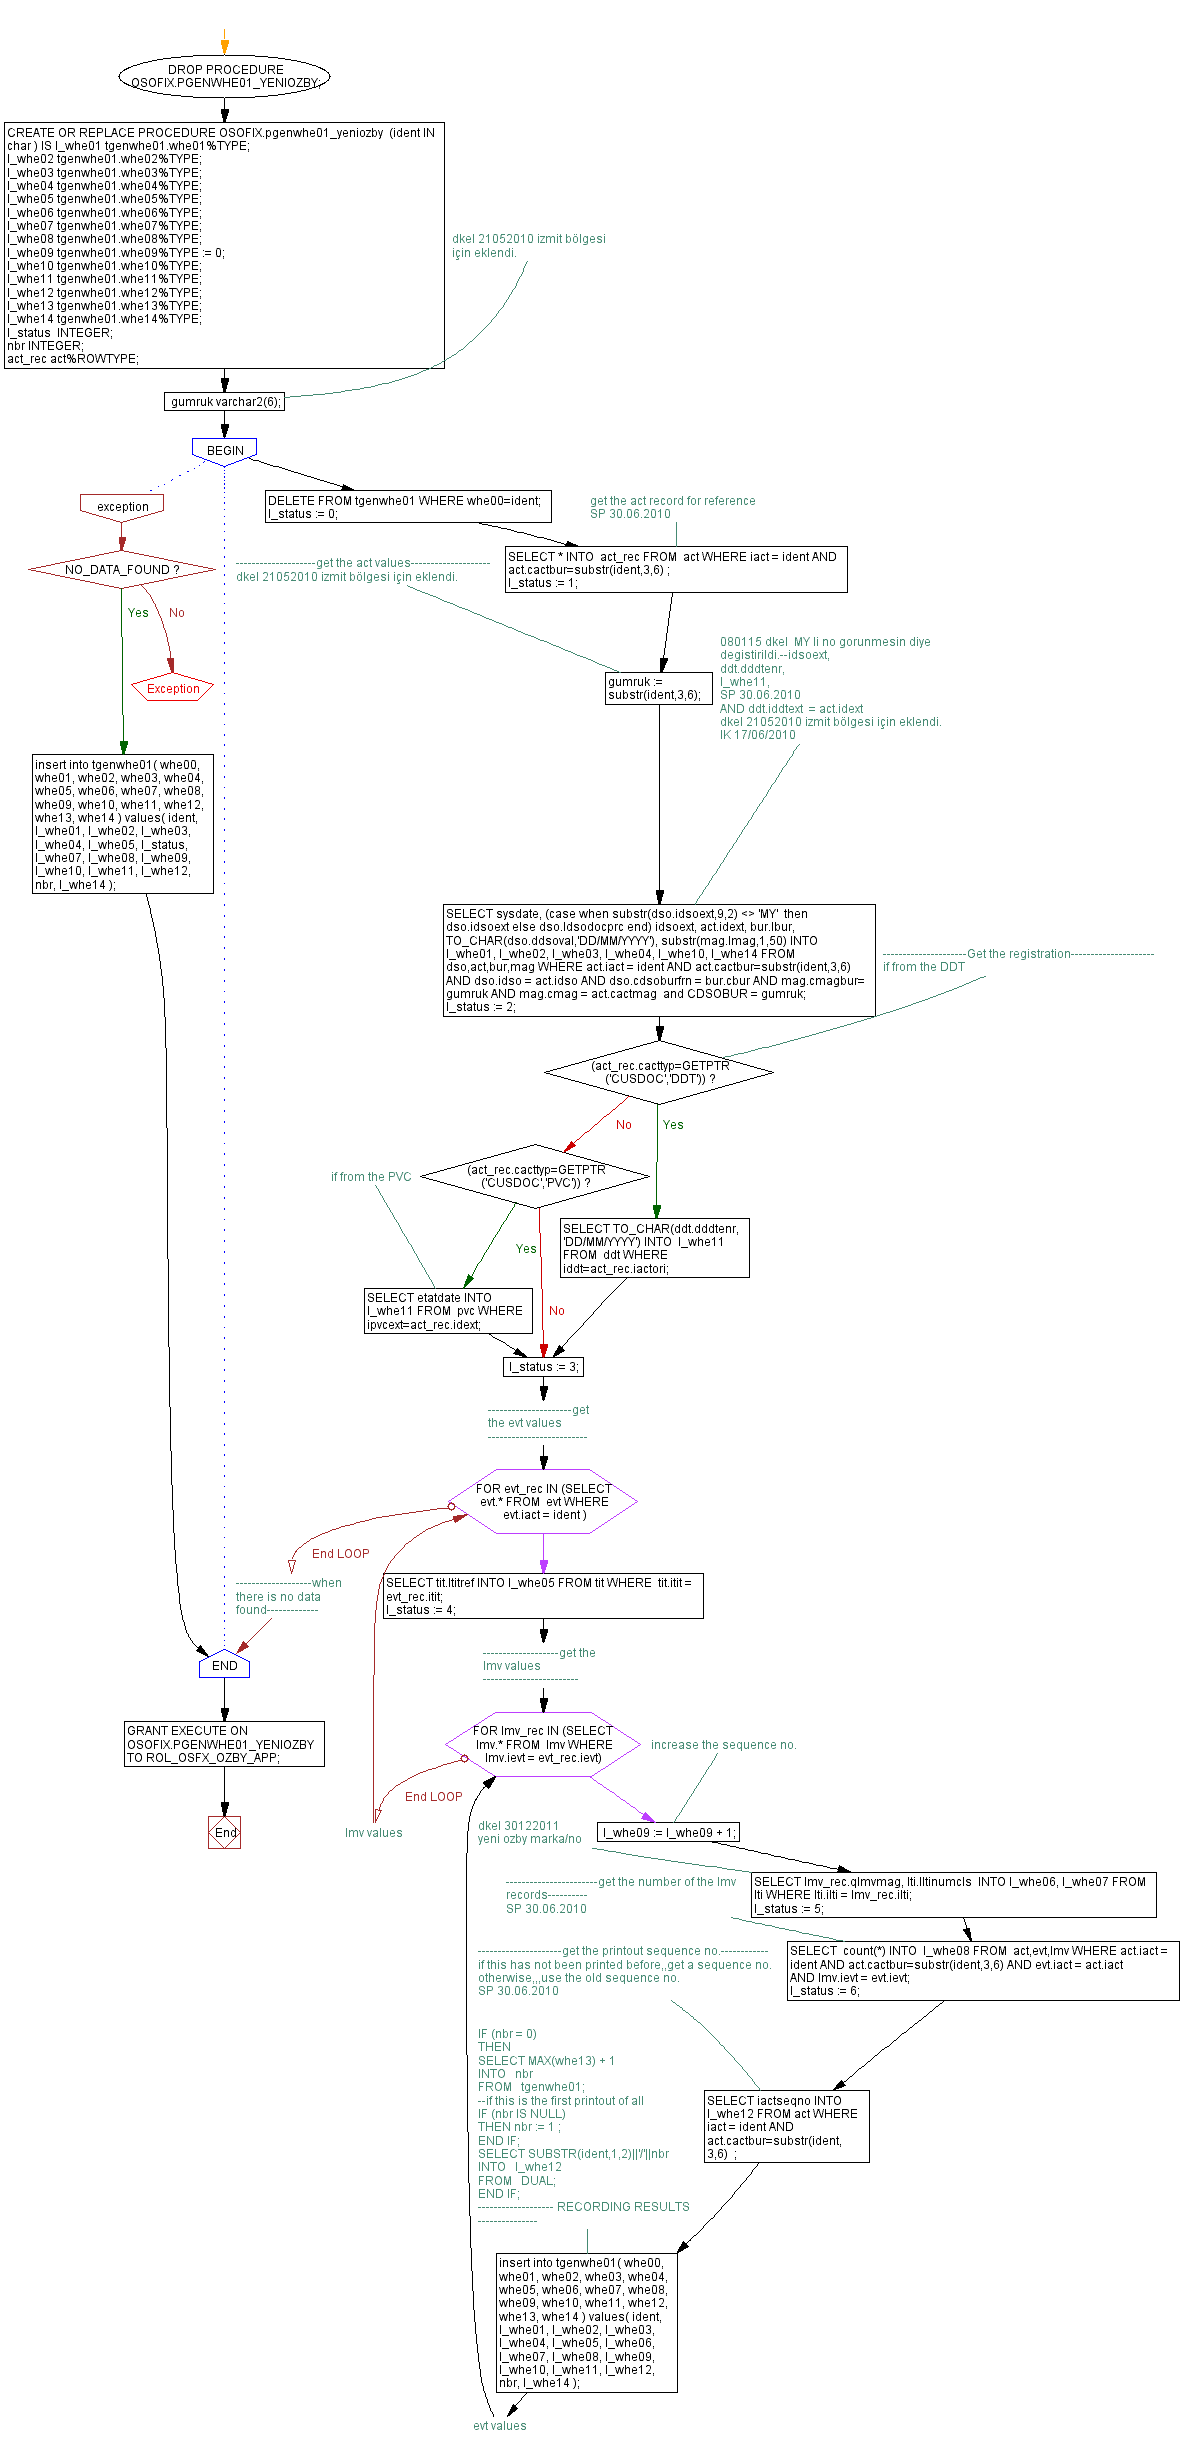 DROP PROCEDURE
OSOFIX.PGENWHE01_YENIOZBY;
CREATE OR REPLACE PROCEDURE OSOFIX.pgenwhe01_yeniozby (ident IN
char ) IS l_whe01 tgenwhe01.whe01%TYPE;
l_whe02 tgenwhe01.whe02%TYPE;
l_whe03 tgenwhe01.whe03%TYPE;
l_whe04 tgenwhe01.whe04%TYPE;
l_whe05 tgenwhe01.whe05%TYPE;
l_whe06 tgenwhe01.whe06%TYPE;
l_whe07 tgenwhe01.whe07%TYPE;
l_whe08 tgenwhe01.whe08%TYPE;
l_whe09 tgenwhe01.whe09%TYPE := 0;
l_whe10 tgenwhe01.whe10%TYPE;
l_whe11 tgenwhe01.whe11%TYPE;
l_whe12 tgenwhe01.whe12%TYPE;
l_whe13 tgenwhe01.whe13%TYPE;
l_whe14 tgenwhe01.whe14%TYPE;
l_status INTEGER;
nbr INTEGER;
act_rec act%ROWTYPE;
dkel 21052010 izmit bölgesi
için eklendi.
gumruk varchar2(6);
BEGIN
exception
NO_DATA_FOUND ?
Yes
No
Exception
insert into tgenwhe01( whe00,
whe01, whe02, whe03, whe04,
whe05, whe06, whe07, whe08,
whe09, whe10, whe11, whe12,
whe13, whe14 ) values( ident,
l_whe01, l_whe02, l_whe03,
l_whe04, l_whe05, l_status,
l_whe07, l_whe08, l_whe09,
l_whe10, l_whe11, l_whe12,
nbr, l_whe14 );
DELETE FROM tgenwhe01 WHERE whe00=ident;
l_status := 0;
get the act record for reference
SP 30.06.2010
SELECT * INTO act_rec FROM act WHERE iact = ident AND
act.cactbur=substr(ident,3,6) ;
l_status := 1;
--------------------get the act values--------------------
dkel 21052010 izmit bölgesi için eklendi.
gumruk :=
substr(ident,3,6);
080115 dkel MY li no gorunmesin diye
degistirildi.--idsoext,
ddt.dddtenr,
l_whe11,
SP 30.06.2010
AND ddt.iddtext = act.idext
dkel 21052010 izmit bölgesi için eklendi.
IK 17/06/2010
SELECT sysdate, (case when substr(dso.idsoext,9,2) <> 'MY' then
dso.idsoext else dso.ldsodocprc end) idsoext, act.idext, bur.lbur,
TO_CHAR(dso.ddsoval,'DD/MM/YYYY'), substr(mag.lmag,1,50) INTO
l_whe01, l_whe02, l_whe03, l_whe04, l_whe10, l_whe14 FROM
dso,act,bur,mag WHERE act.iact = ident AND act.cactbur=substr(ident,3,6)
AND dso.idso = act.idso AND dso.cdsoburfrn = bur.cbur AND mag.cmagbur=
gumruk AND mag.cmag = act.cactmag and CDSOBUR = gumruk;
l_status := 2;
---------------------Get the registration---------------------
if from the DDT
(act_rec.cacttyp=GETPTR
('CUSDOC','DDT')) ?
No
Yes
if from the PVC
(act_rec.cacttyp=GETPTR
('CUSDOC','PVC')) ?
SELECT TO_CHAR(ddt.dddtenr,
'DD/MM/YYYY') INTO l_whe11
FROM ddt WHERE
iddt=act_rec.iactori;
Yes
No
SELECT etatdate INTO
l_whe11 FROM pvc WHERE
ipvcext=act_rec.idext;
l_status := 3;
---------------------get
the evt values
-------------------------
FOR evt_rec IN (SELECT
evt.* FROM evt WHERE
evt.iact = ident )
End LOOP
-------------------when
there is no data
found-------------
SELECT tit.ltitref INTO l_whe05 FROM tit WHERE tit.itit =
evt_rec.itit;
l_status := 4;
-------------------get the
lmv values
------------------------
END
GRANT EXECUTE ON
OSOFIX.PGENWHE01_YENIOZBY
TO ROL_OSFX_OZBY_APP;
End
FOR lmv_rec IN (SELECT
lmv.* FROM lmv WHERE
lmv.ievt = evt_rec.ievt)
End LOOP
lmv values
increase the sequence no.
l_whe09 := l_whe09 + 1;
dkel 30122011
yeni ozby marka/no
SELECT lmv_rec.qlmvmag, lti.lltinumcls INTO l_whe06, l_whe07 FROM
lti WHERE lti.ilti = lmv_rec.ilti;
l_status := 5;
-----------------------get the number of the lmv
records----------
SP 30.06.2010
SELECT count(*) INTO l_whe08 FROM act,evt,lmv WHERE act.iact =
ident AND act.cactbur=substr(ident,3,6) AND evt.iact = act.iact
AND lmv.ievt = evt.ievt;
l_status := 6;
---------------------get the printout sequence no.------------
if this has not been printed before,,get a sequence no.
otherwise,,,use the old sequence no.
SP 30.06.2010
IF (nbr = 0)
THEN
SELECT MAX(whe13) + 1
INTO nbr
FROM tgenwhe01;
--if this is the first printout of all
IF (nbr IS NULL)
THEN nbr := 1 ;
END IF;
SELECT SUBSTR(ident,1,2)||'/'||nbr
INTO l_whe12
FROM DUAL;
END IF;
------------------- RECORDING RESULTS
---------------
SELECT iactseqno INTO
l_whe12 FROM act WHERE
iact = ident AND
act.cactbur=substr(ident,
3,6) ;
insert into tgenwhe01( whe00,
whe01, whe02, whe03, whe04,
whe05, whe06, whe07, whe08,
whe09, whe10, whe11, whe12,
whe13, whe14 ) values( ident,
l_whe01, l_whe02, l_whe03,
l_whe04, l_whe05, l_whe06,
l_whe07, l_whe08, l_whe09,
l_whe10, l_whe11, l_whe12,
nbr, l_whe14 );
evt values